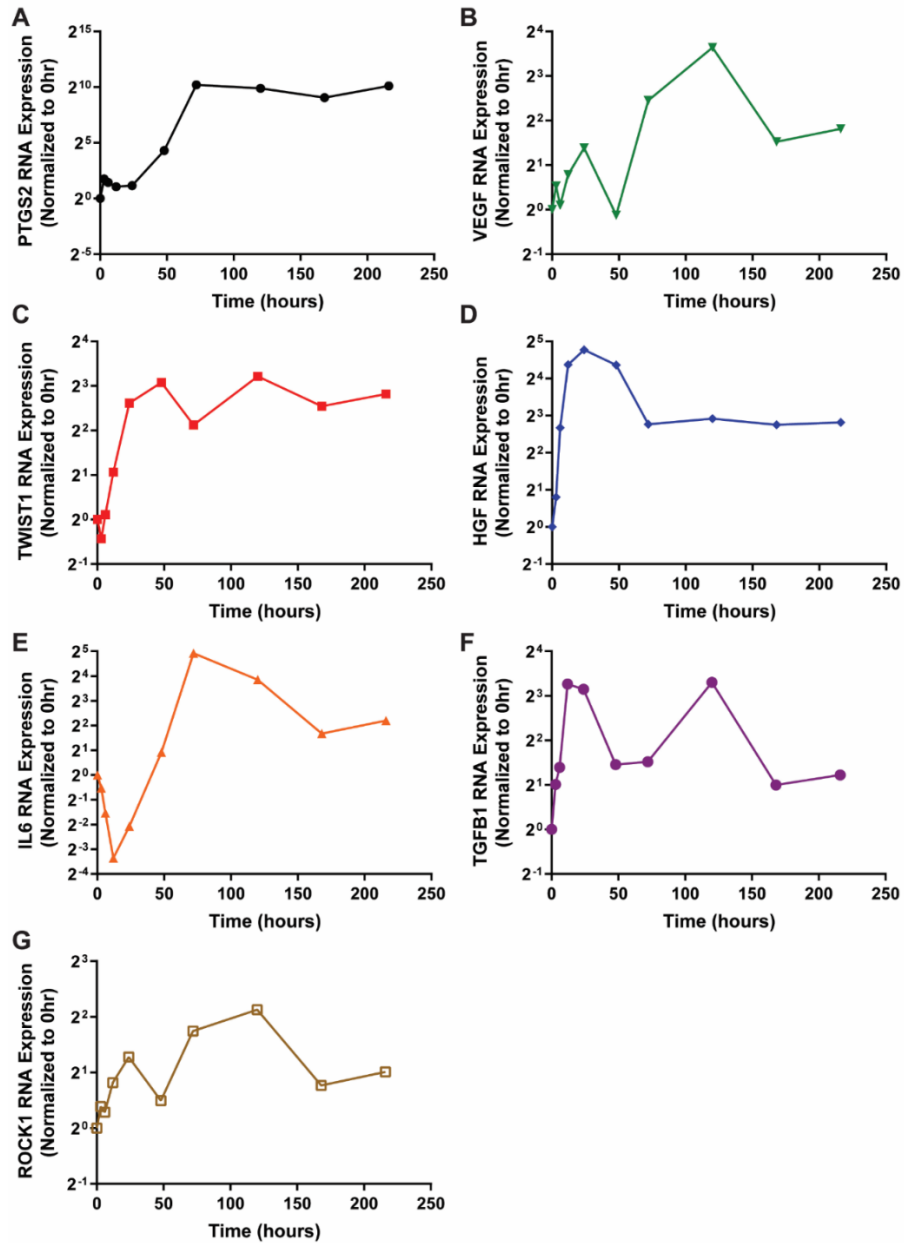 A
PTGS2 RNA Expression
(Normalized to 0hr)
2^15
2^10
2^5
2^0
2^-5
0 50 100 150 200 250
Time (hours)
B
VEGF RNA Expression
(Normalized to 0hr)
2^4
2^3
2^2
2^1
2^0
2^-1
0 50 100 150 200 250
Time (hours)
C
TWIST1 RNA Expression
(Normalized to 0hr)
2^4
2^3
2^2
2^1
2^0
2^-1
0 50 100 150 200 250
Time (hours)
D
HGF RNA Expression
(Normalized to 0hr)
2^5
2^4
2^3
2^2
2^1
2^0
2^-1
0 50 100 150 200 250
Time (hours)
E
IL6 RNA Expression
(Normalized to 0hr)
2^5
2^4
2^3
2^2
2^1
2^0
2^-1
2^-2
2^-3
2^-4
0 50 100 150 200 250
Time (hours)
F
TGFB1 RNA Expression
(Normalized to 0hr)
2^4
2^3
2^2
2^1
2^0
2^-1
0 50 100 150 200 250
Time (hours)
G
ROCK1 RNA Expression
(Normalized to 0hr)
2^3
2^2
2^1
2^0
2^-1
0 50 100 150 200 250
Time (hours)